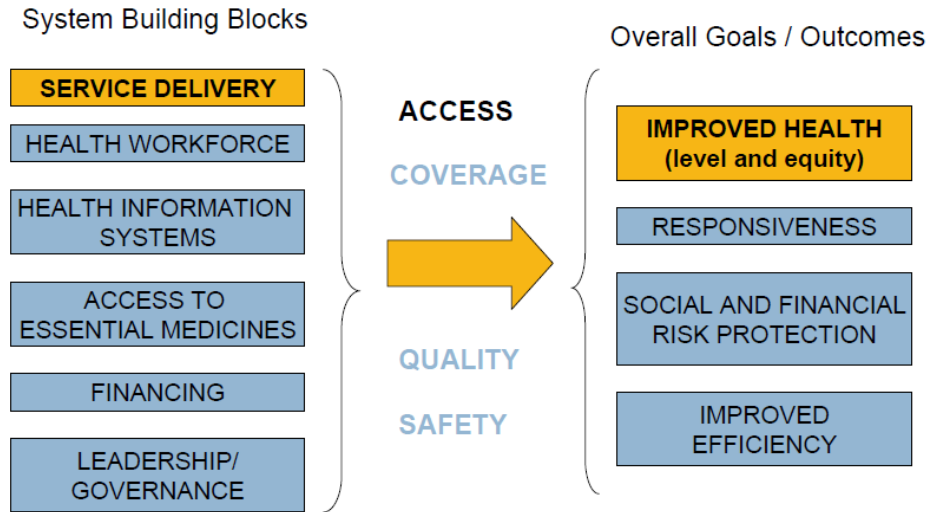 System Building Blocks
SERVICE DELIVERY
HEALTH WORKFORCE
HEALTH INFORMATION
SYSTEMS
ACCESS TO
ESSENTIAL MEDICINES
FINANCING
LEADERSHIP/
GOVERNANCE
ACCESS
COVERAGE
QUALITY
SAFETY
Overall Goals / Outcomes
IMPROVED HEALTH
(level and equity)
RESPONSIVENESS
SOCIAL AND FINANCIAL
RISK PROTECTION
IMPROVED
EFFICIENCY